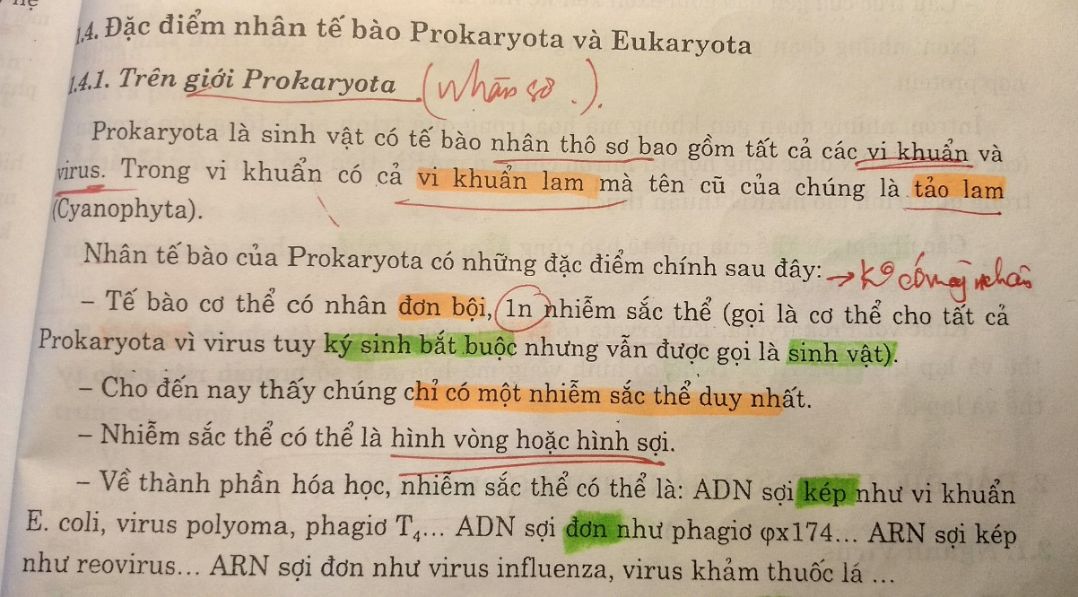 1.4. Đặc điểm nhân tế bào Prokaryota và Eukaryota
1.4.1. Trên giới Prokaryota (Nhân sơ).
Prokaryota là sinh vật có tế bào nhân thô sơ bao gồm tất cả các vi khuẩn và
virus. Trong vi khuẩn có cả vi khuẩn lam mà tên cũ của chúng là tảo lam
(Cyanophyta).
Nhân tế bào của Prokaryota có những đặc điểm chính sau đây: → Ko có màng nhân
– Tế bào cơ thể có nhân đơn bội, 1n nhiễm sắc thể (gọi là cơ thể cho tất cả
Prokaryota vì virus tuy ký sinh bắt buộc nhưng vẫn được gọi là sinh vật).
– Cho đến nay thấy chúng chỉ có một nhiễm sắc thể duy nhất.
– Nhiễm sắc thể có thể là hình vòng hoặc hình sợi.
– Về thành phần hóa học, nhiễm sắc thể có thể là: ADN sợi kép như vi khuẩn
E. coli, virus polyoma, phagiơ T₄... ADN sợi đơn như phagiơ φx174... ARN sợi kép
như reovirus... ARN sợi đơn như virus influenza, virus khảm thuốc lá ...